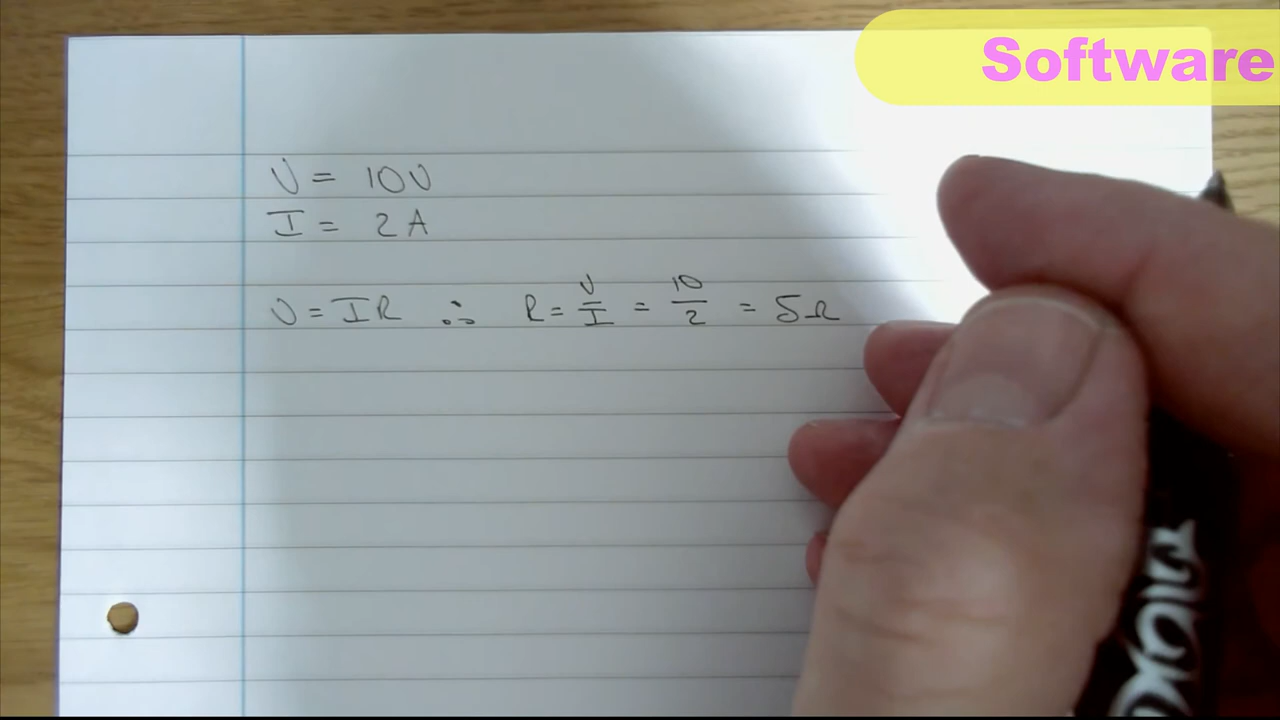 Software
V = 10V
I = 2A
V = IR ∴ R = V/I = 10/2 = 5Ω